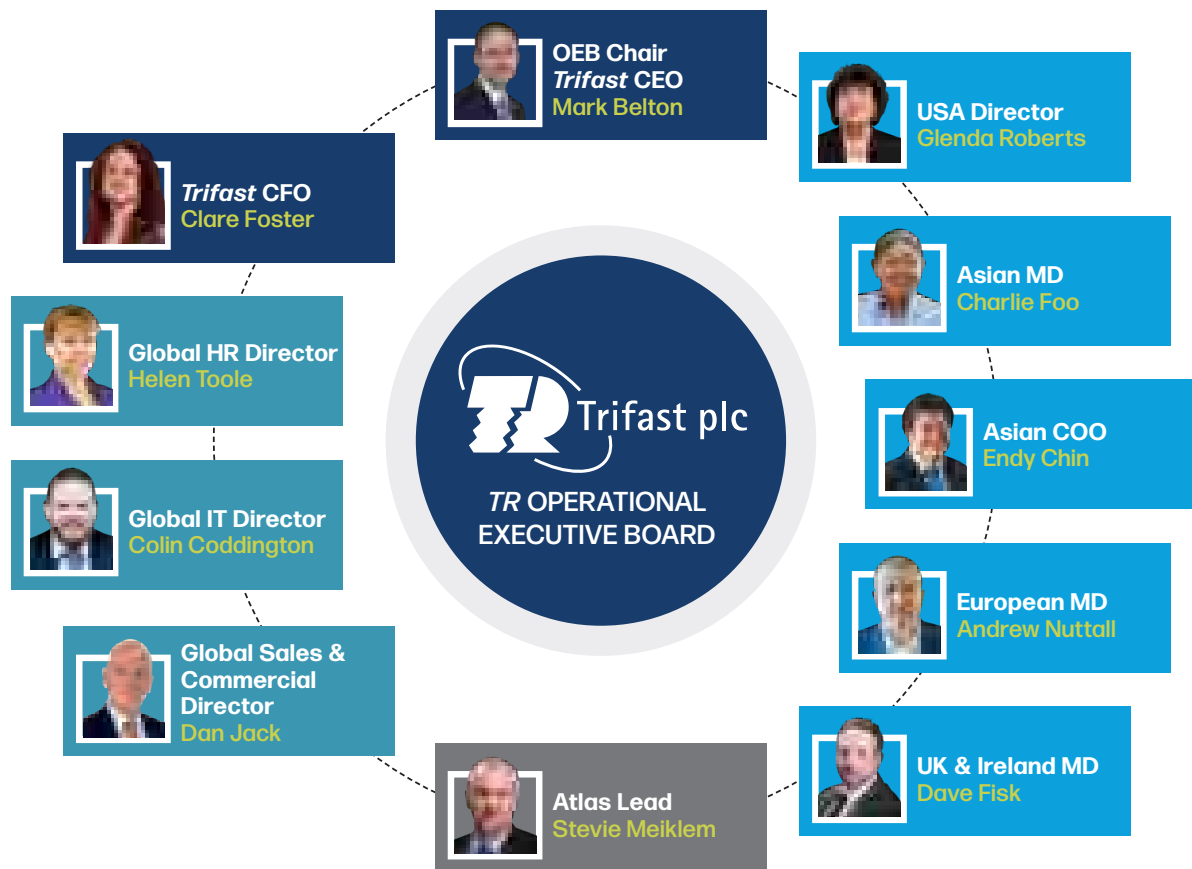 OEB Chair
Trifast CEO
Mark Belton
USA Director
Glenda Roberts
Trifast CFO
Clare Foster
Asian MD
Charlie Foo
Global HR Director
Helen Toole
TR Trifast plc
TR OPERATIONAL
EXECUTIVE BOARD
Asian COO
Endy Chin
Global IT Director
Colin Coddington
European MD
Andrew Nuttall
Global Sales &
Commercial
Director
Dan Jack
UK & Ireland MD
Dave Fisk
Atlas Lead
Stevie Meiklem